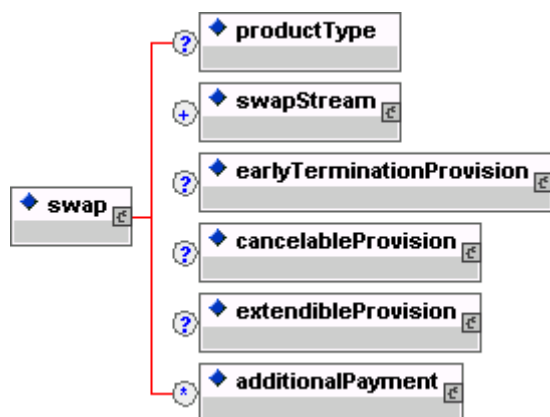 ? productType
+ swapStream
? earlyTerminationProvision
swap
? cancelableProvision
? extendibleProvision
* additionalPayment